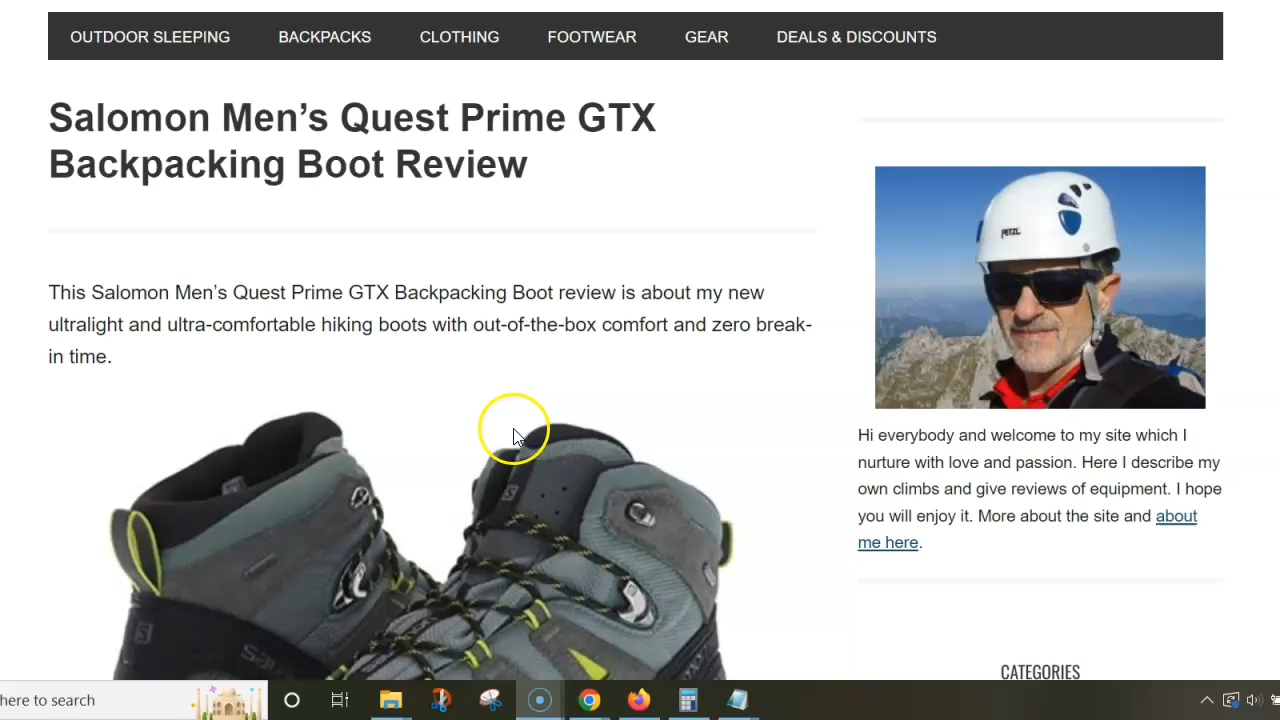 OUTDOOR SLEEPING BACKPACKS CLOTHING FOOTWEAR GEAR DEALS & DISCOUNTS
Salomon Men’s Quest Prime GTX
Backpacking Boot Review
This Salomon Men’s Quest Prime GTX Backpacking Boot review is about my new
ultralight and ultra-comfortable hiking boots with out-of-the-box comfort and zero break-
in time.
PETZL
Hi everybody and welcome to my site which I
nurture with love and passion. Here I describe my
own climbs and give reviews of equipment. I hope
you will enjoy it. More about the site and about
me here.
CATEGORIES
here to search